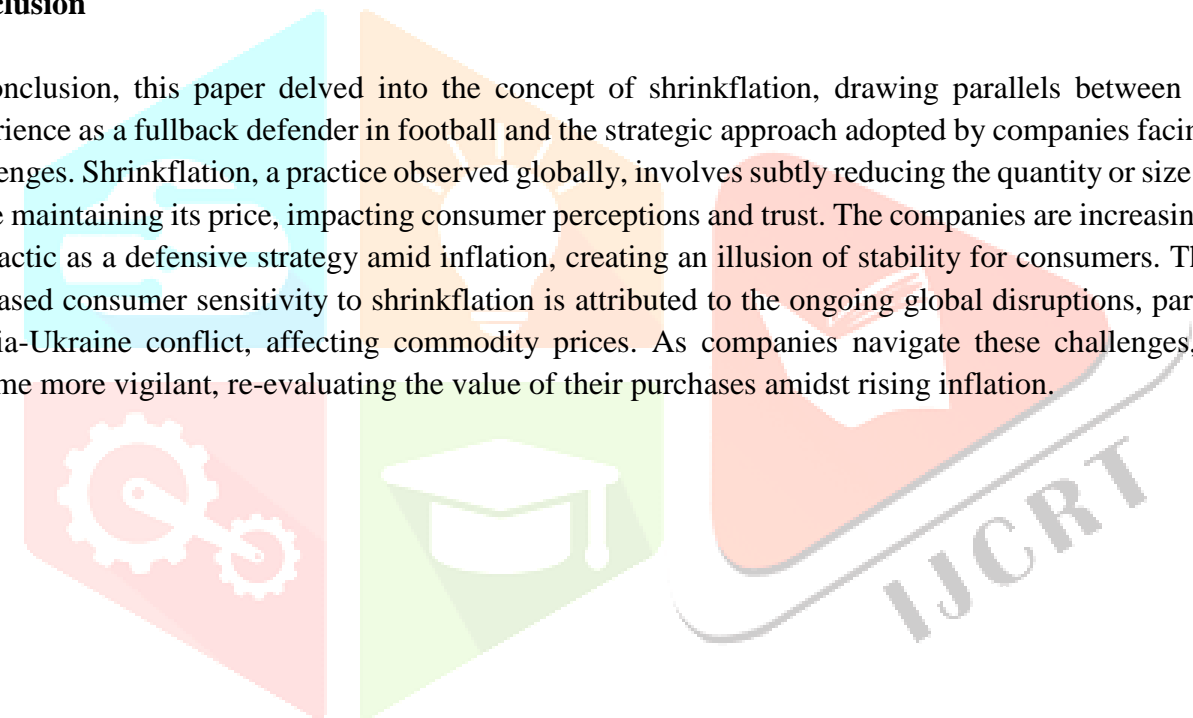 clusion
onclusion, this paper delved into the concept of shrinkflation, drawing parallels between
rience as a fullback defender in football and the strategic approach adopted by companies facin
enges. Shrinkflation, a practice observed globally, involves subtly reducing the quantity or size
e maintaining its price, impacting consumer perceptions and trust. The companies are increasin
actic as a defensive strategy amid inflation, creating an illusion of stability for consumers. Th
ased consumer sensitivity to shrinkflation is attributed to the ongoing global disruptions, par
ia-Ukraine conflict, affecting commodity prices. As companies navigate these challenges,
me more vigilant, re-evaluating the value of their purchases amidst rising inflation.
IJCRT